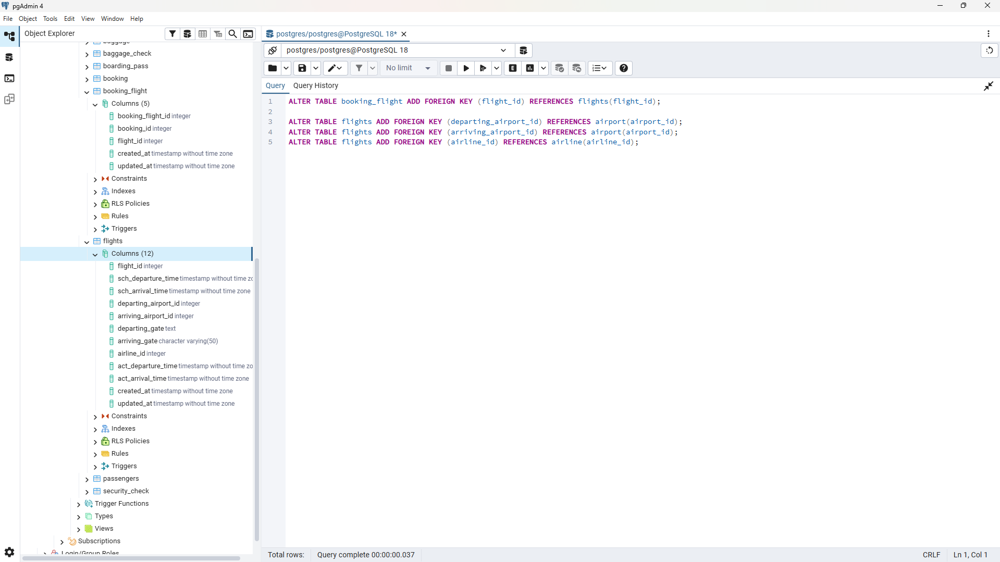 pgAdmin 4
File Object Tools Edit View Window Help
Object Explorer
postgres/postgres@PostgreSQL 18*
postgres/postgres@PostgreSQL 18
No limit
E
Query Query History
baggage
baggage_check
boarding_pass
booking
booking_flight
Columns (5)
booking_flight_id integer
booking_id integer
flight_id integer
created_at timestamp without time zone
updated_at timestamp without time zone
Constraints
Indexes
RLS Policies
Rules
Triggers
flights
Columns (12)
flight_id integer
sch_departure_time timestamp without time zo
sch_arrival_time timestamp without time zone
departing_airport_id integer
arriving_airport_id integer
departing_gate text
arriving_gate character varying(50)
airline_id integer
act_departure_time timestamp without time zo
act_arrival_time timestamp without time zone
created_at timestamp without time zone
updated_at timestamp without time zone
Constraints
Indexes
RLS Policies
Rules
Triggers
passengers
security_check
Trigger Functions
Types
Views
Subscriptions
Login/Group Roles
1 ALTER TABLE booking_flight ADD FOREIGN KEY (flight_id) REFERENCES flights(flight_id);
2
3 ALTER TABLE flights ADD FOREIGN KEY (departing_airport_id) REFERENCES airport(airport_id);
4 ALTER TABLE flights ADD FOREIGN KEY (arriving_airport_id) REFERENCES airport(airport_id);
5 ALTER TABLE flights ADD FOREIGN KEY (airline_id) REFERENCES airline(airline_id);
Total rows: Query complete 00:00:00.037 CRLF Ln 1, Col 1